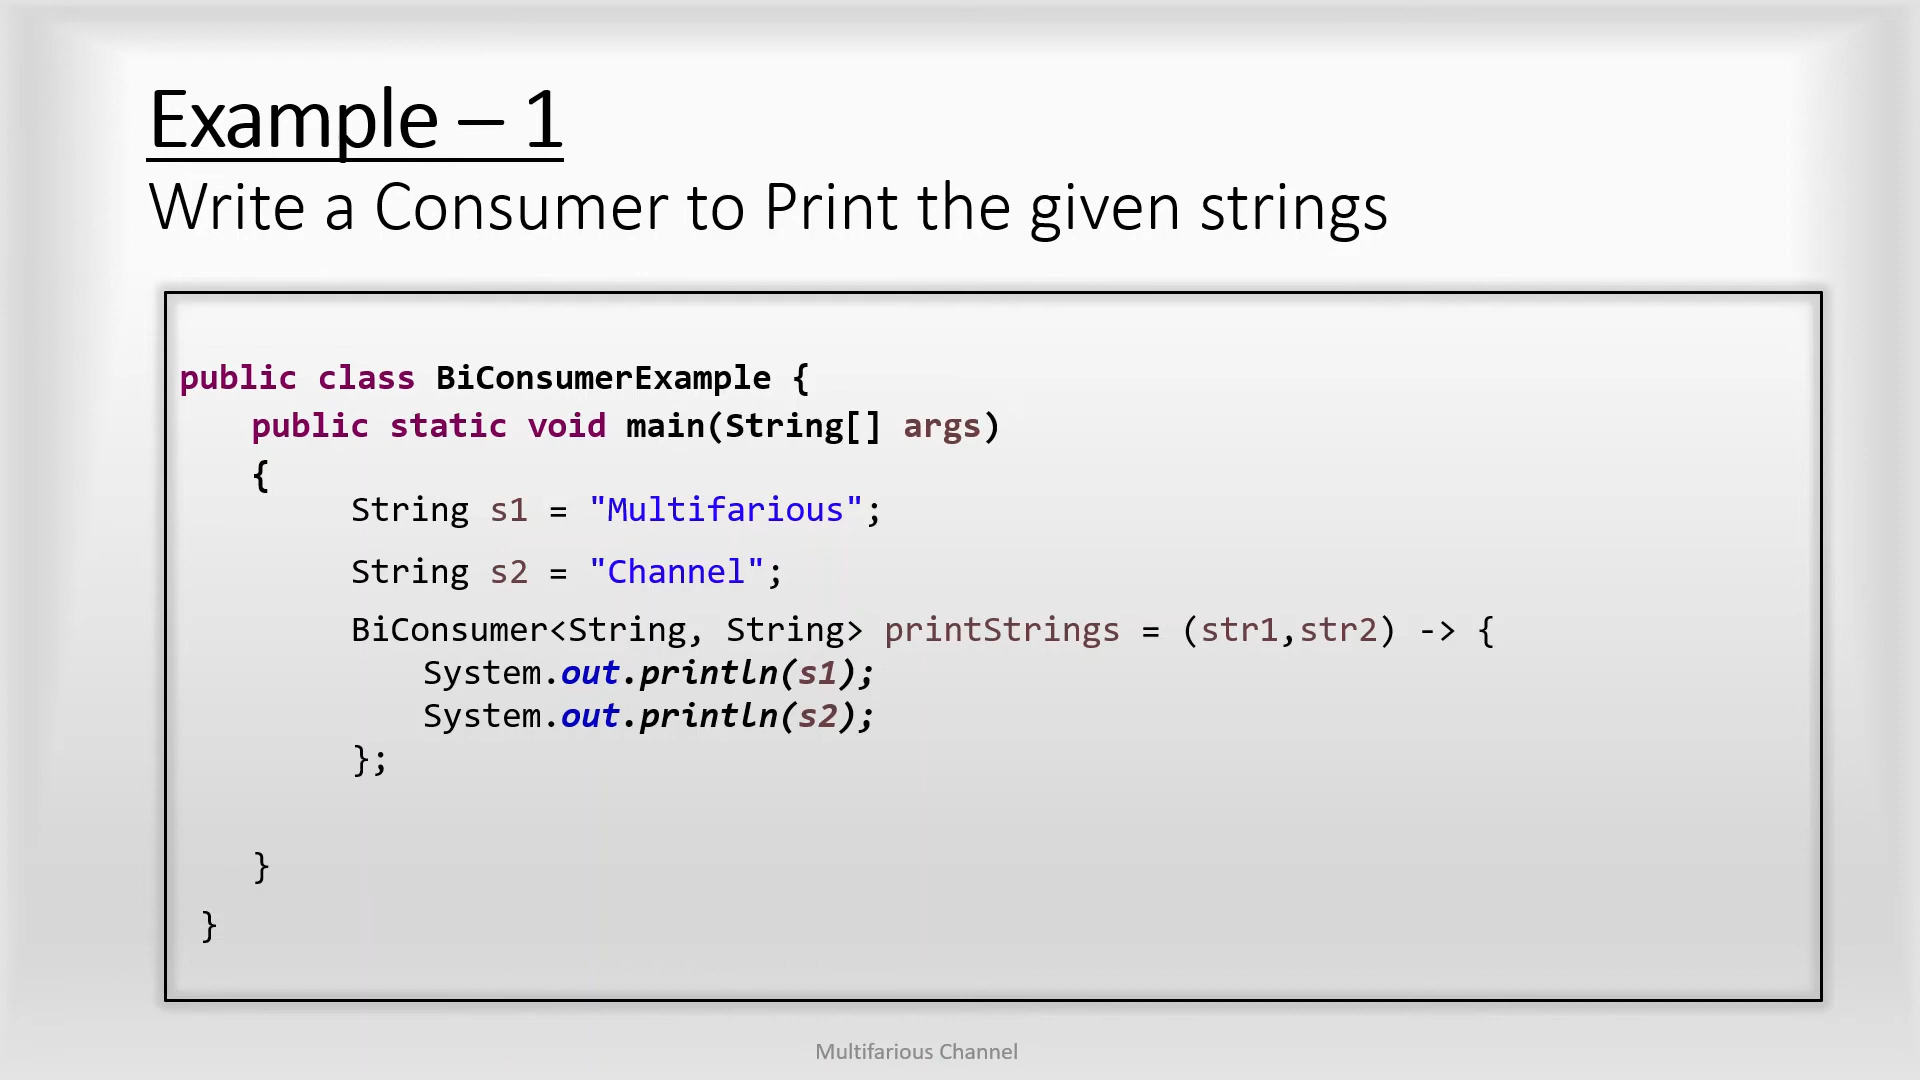 Example – 1
Write a Consumer to Print the given strings
public class BiConsumerExample {
public static void main(String[] args)
{
String s1 = "Multifarious";
String s2 = "Channel";
BiConsumer<String, String> printStrings = (str1,str2) -> {
System.out.println(s1);
System.out.println(s2);
};
}
}
Multifarious Channel